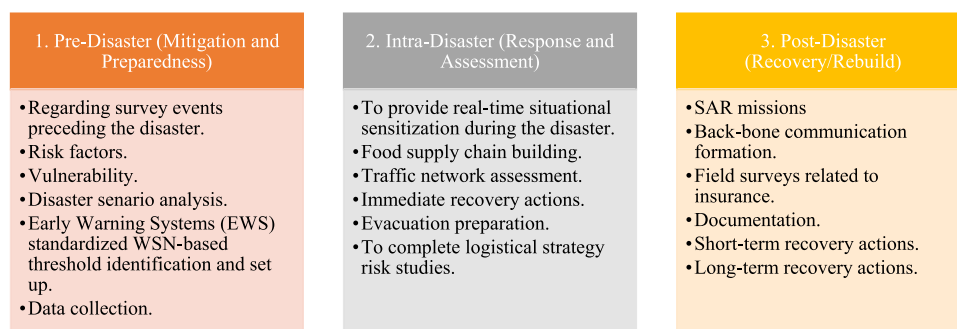 1. Pre-Disaster (Mitigation and
Preparedness)
•Regarding survey events
preceding the disaster.
•Risk factors.
•Vulnerability.
•Disaster senario analysis.
•Early Warning Systems (EWS)
standardized WSN-based
threshold identification and set
up.
•Data collection.
2. Intra-Disaster (Response and
Assessment)
•To provide real-time situational
sensitization during the disaster.
•Food supply chain building.
•Traffic network assessment.
•Immediate recovery actions.
•Evacuation preparation.
•To complete logistical strategy
risk studies.
3. Post-Disaster
(Recovery/Rebuild)
•SAR missions
•Back-bone communication
formation.
•Field surveys related to
insurance.
•Documentation.
•Short-term recovery actions.
•Long-term recovery actions.